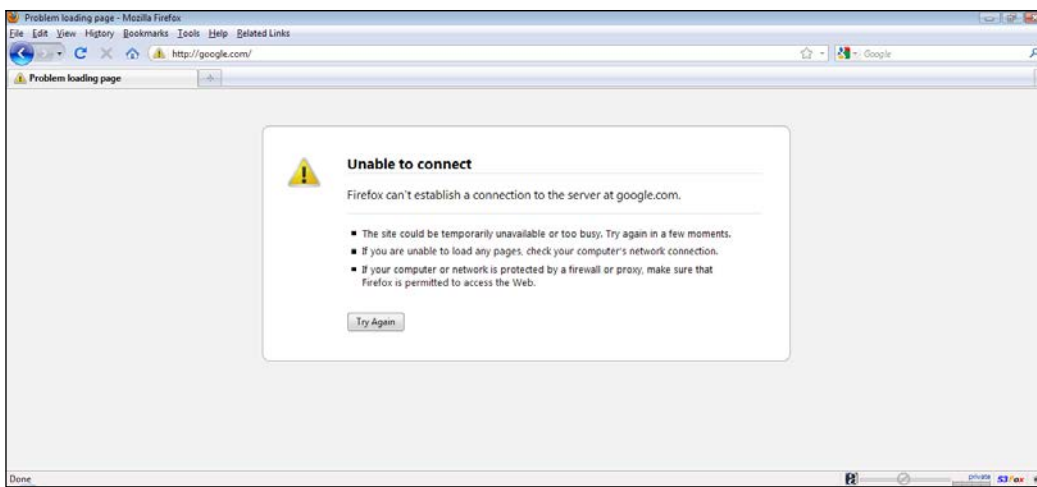 Problem loading page - Mozilla Firefox
File Edit View History Bookmarks Tools Help Related Links
http://google.com/ Google
Problem loading page
Unable to connect
Firefox can't establish a connection to the server at google.com.
The site could be temporarily unavailable or too busy. Try again in a few moments.
If you are unable to load any pages, check your computer's network connection.
If your computer or network is protected by a firewall or proxy, make sure that
Firefox is permitted to access the Web.
Try Again
Done private S3Fox